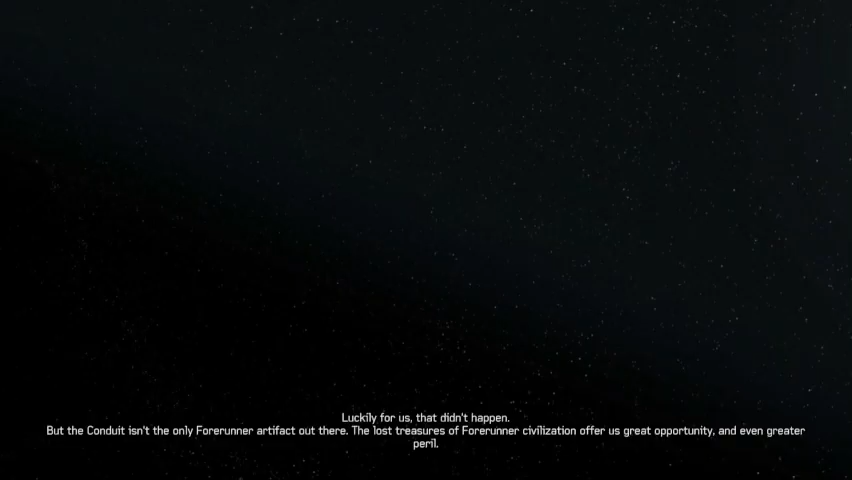 Luckily for us, that didn't happen.
But the Conduit isn't the only Forerunner artifact out there. The lost treasures of Forerunner civilization offer us great opportunity, and even greater
peril.